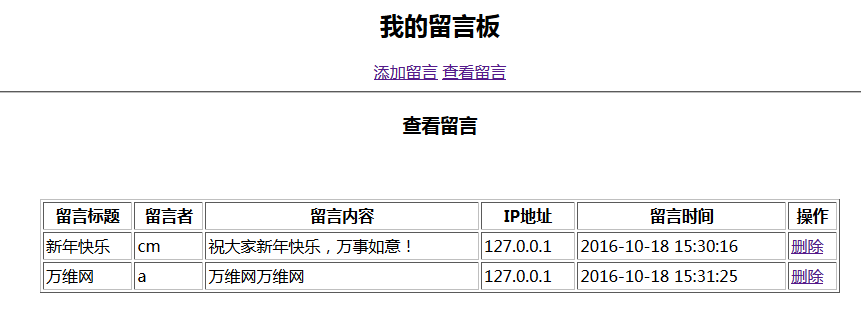 我的留言板
添加留言 查看留言
查看留言
留言标题 留言者 留言内容 IP地址 留言时间 操作
新年快乐 cm 祝大家新年快乐，万事如意！ 127.0.0.1 2016-10-18 15:30:16 删除
万维网 a 万维网万维网 127.0.0.1 2016-10-18 15:31:25 删除